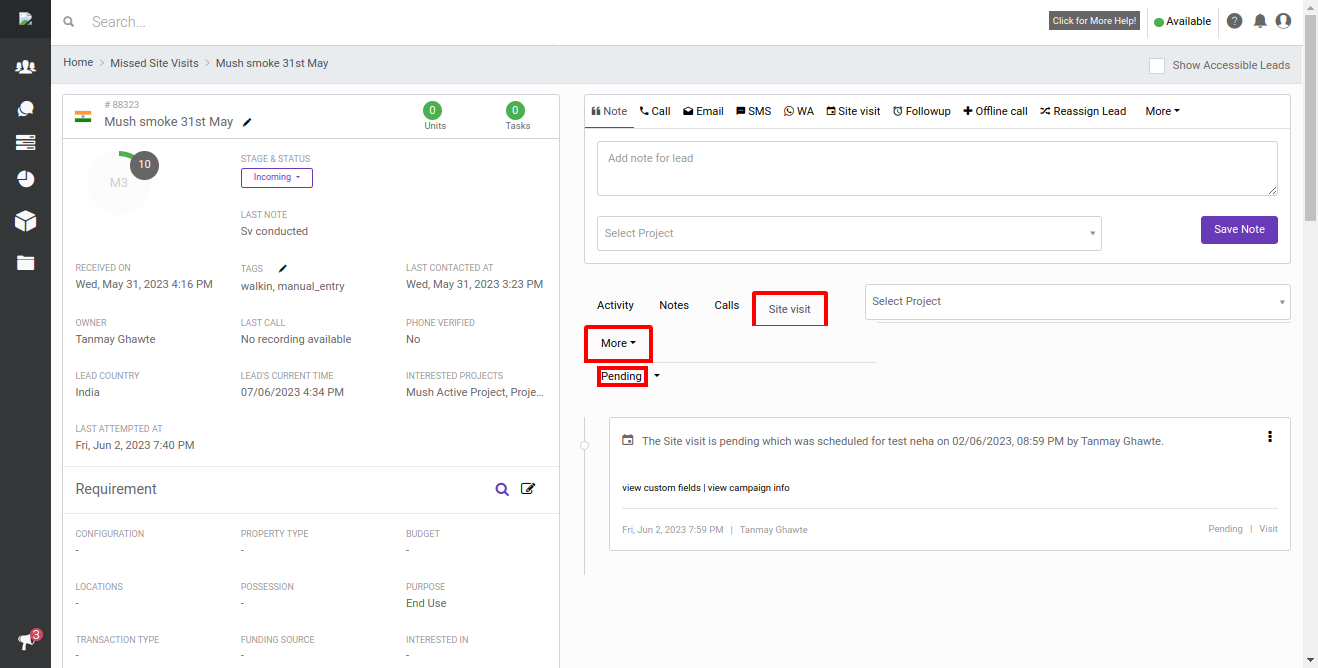 Search...
Click for More Help!
Available
?
Home > Missed Site Visits > Mush smoke 31st May
Show Accessible Leads
# 88323
Mush smoke 31st May
0
Units
0
Tasks
M3
10
STAGE & STATUS
Incoming
LAST NOTE
Sv conducted
RECEIVED ON
Wed, May 31, 2023 4:16 PM
TAGS
walkin, manual_entry
LAST CONTACTED AT
Wed, May 31, 2023 3:23 PM
OWNER
Tanmay Ghawte
LAST CALL
No recording available
PHONE VERIFIED
No
LEAD COUNTRY
India
LEAD'S CURRENT TIME
07/06/2023 4:34 PM
INTERESTED PROJECTS
Mush Active Project, Proje...
LAST ATTEMPTED AT
Fri, Jun 2, 2023 7:40 PM
Requirement
CONFIGURATION
-
PROPERTY TYPE
-
BUDGET
-
LOCATIONS
-
POSSESSION
-
PURPOSE
End Use
TRANSACTION TYPE
-
FUNDING SOURCE
-
INTERESTED IN
-
3
Note Call Email SMS WA Site visit Followup Offline call Reassign Lead More
Add note for lead
Select Project
Save Note
Activity Notes Calls Site visit
Select Project
More
Pending
The Site visit is pending which was scheduled for test neha on 02/06/2023, 08:59 PM by Tanmay Ghawte.
view custom fields | view campaign info
Fri, Jun 2, 2023 7:59 PM | Tanmay Ghawte
Pending | Visit